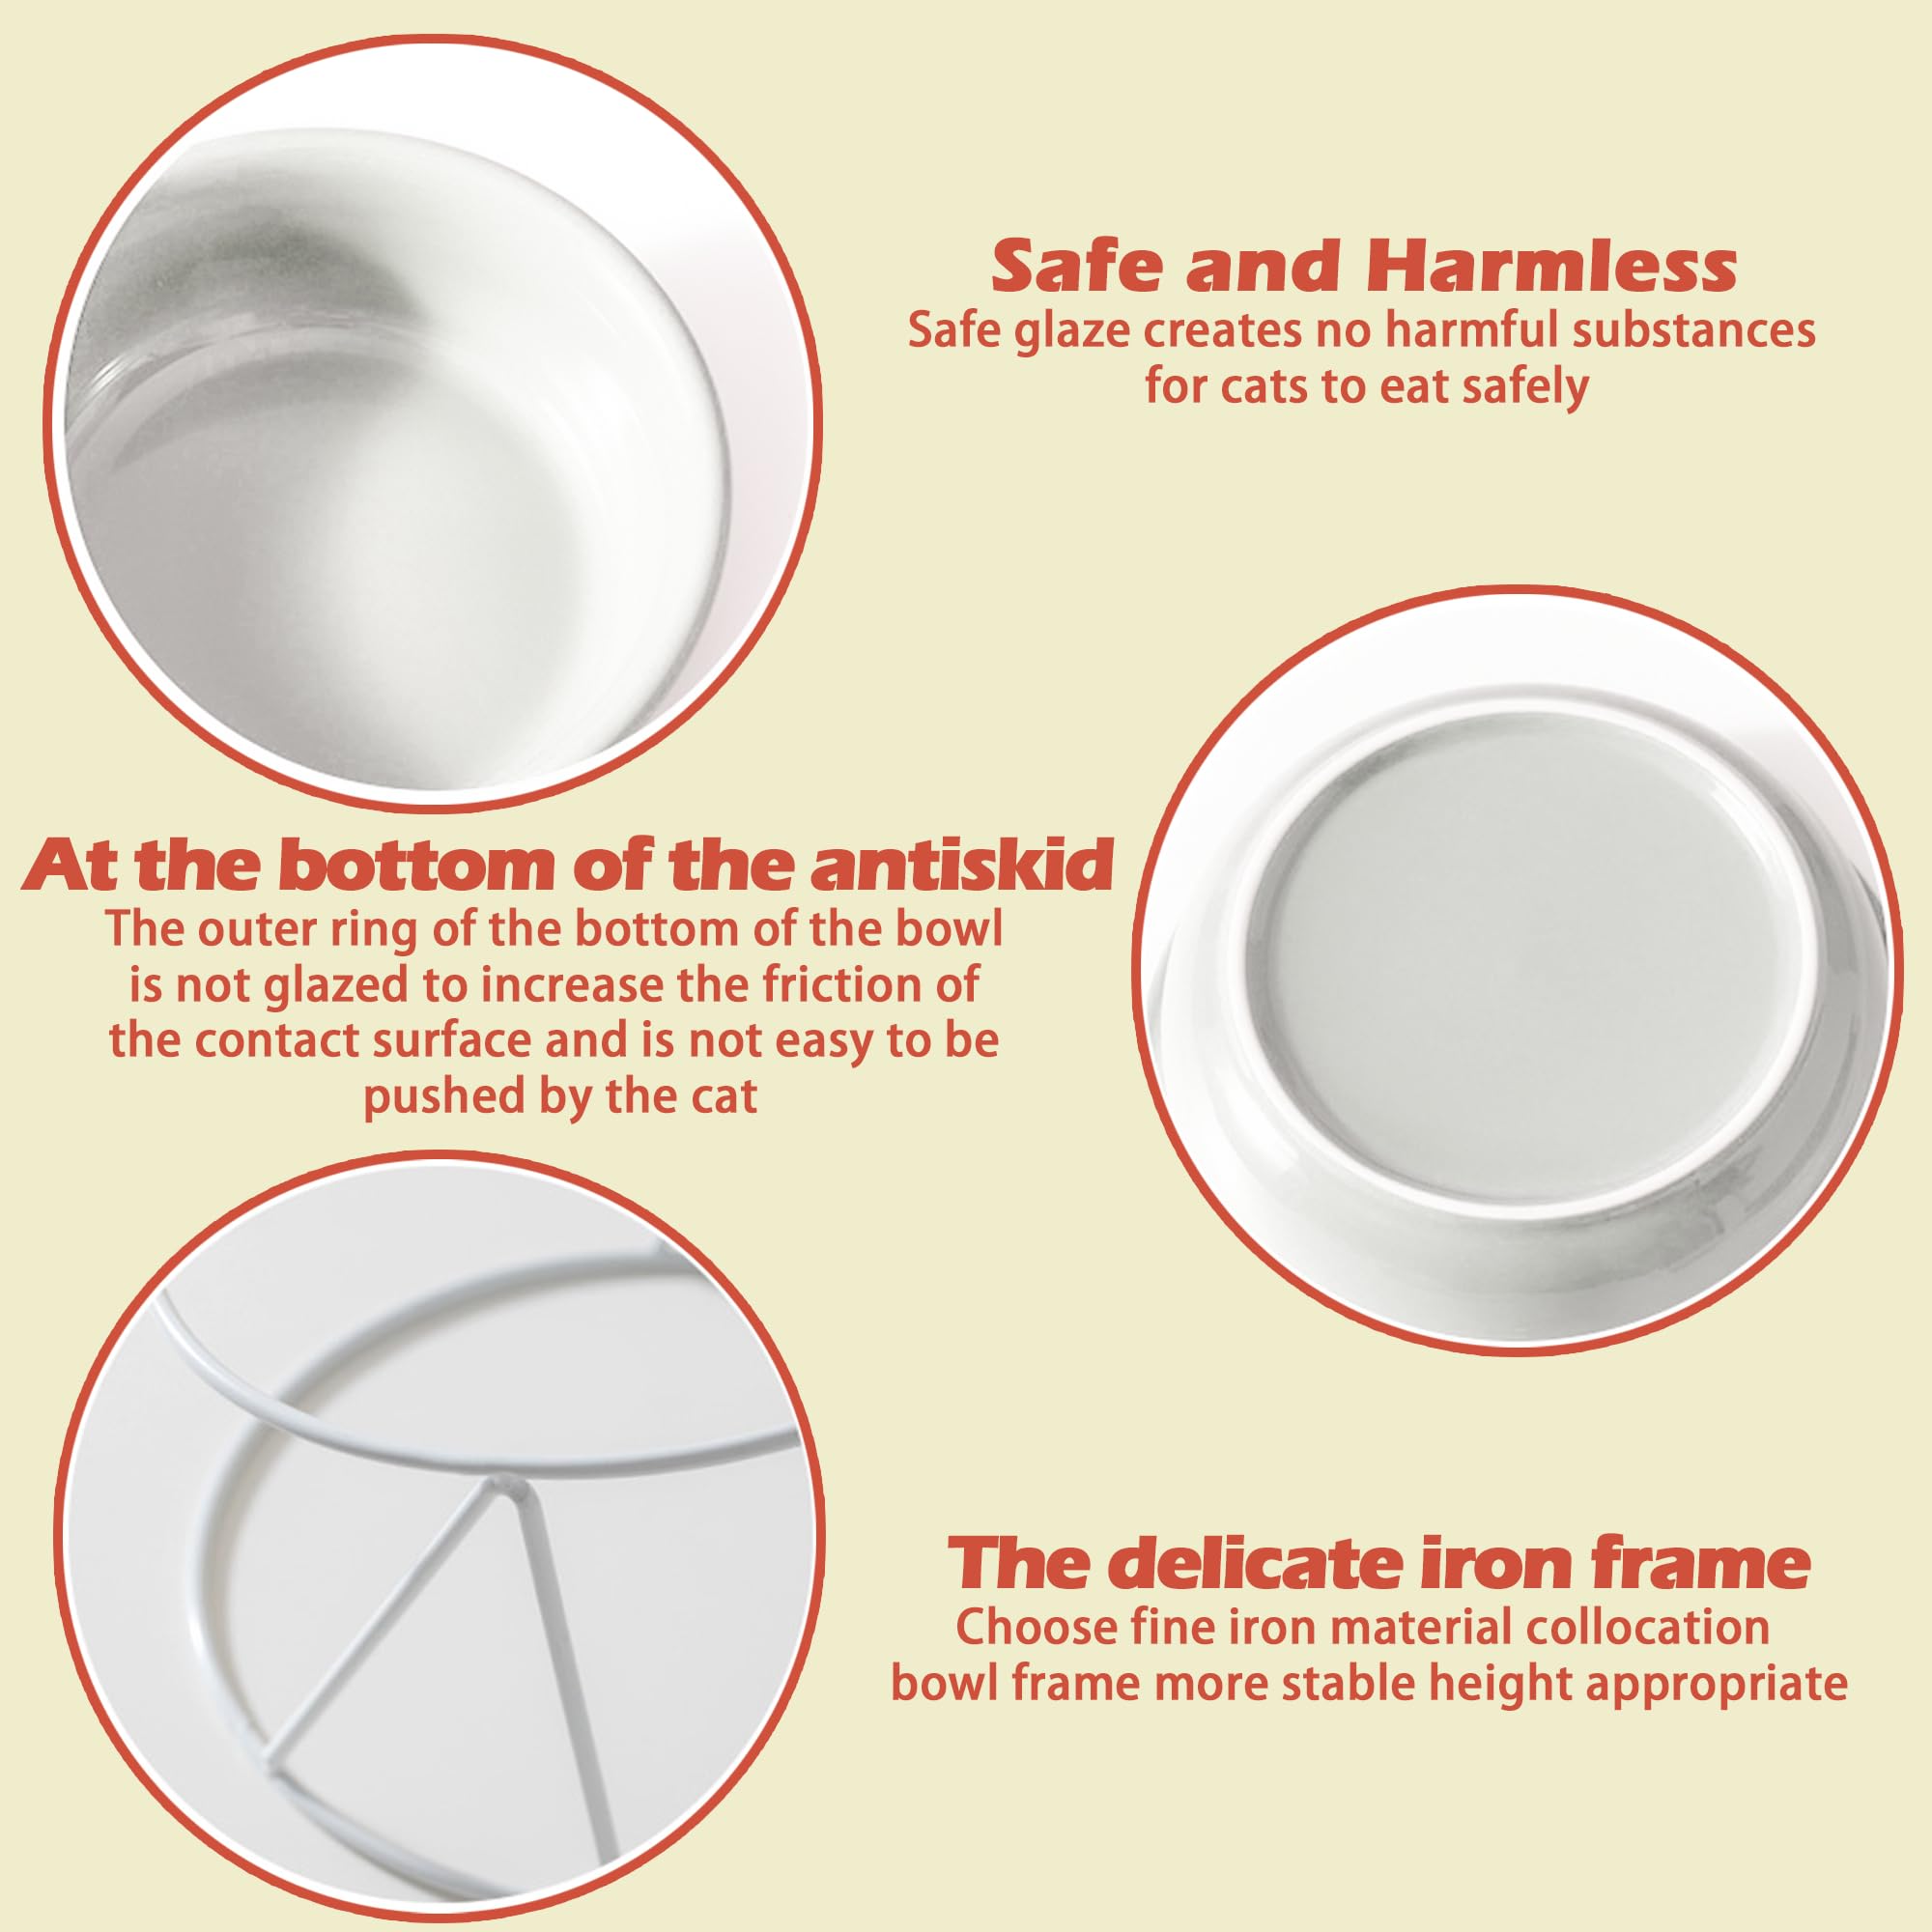 Safe and Harmless
Safe glaze creates no harmful substances
for cats to eat safely
At the bottom of the antiskid
The outer ring of the bottom of the bowl
is not glazed to increase the friction of
the contact surface and is not easy to be
pushed by the cat
The delicate iron frame
Choose fine iron material collocation
bowl frame more stable height appropriate